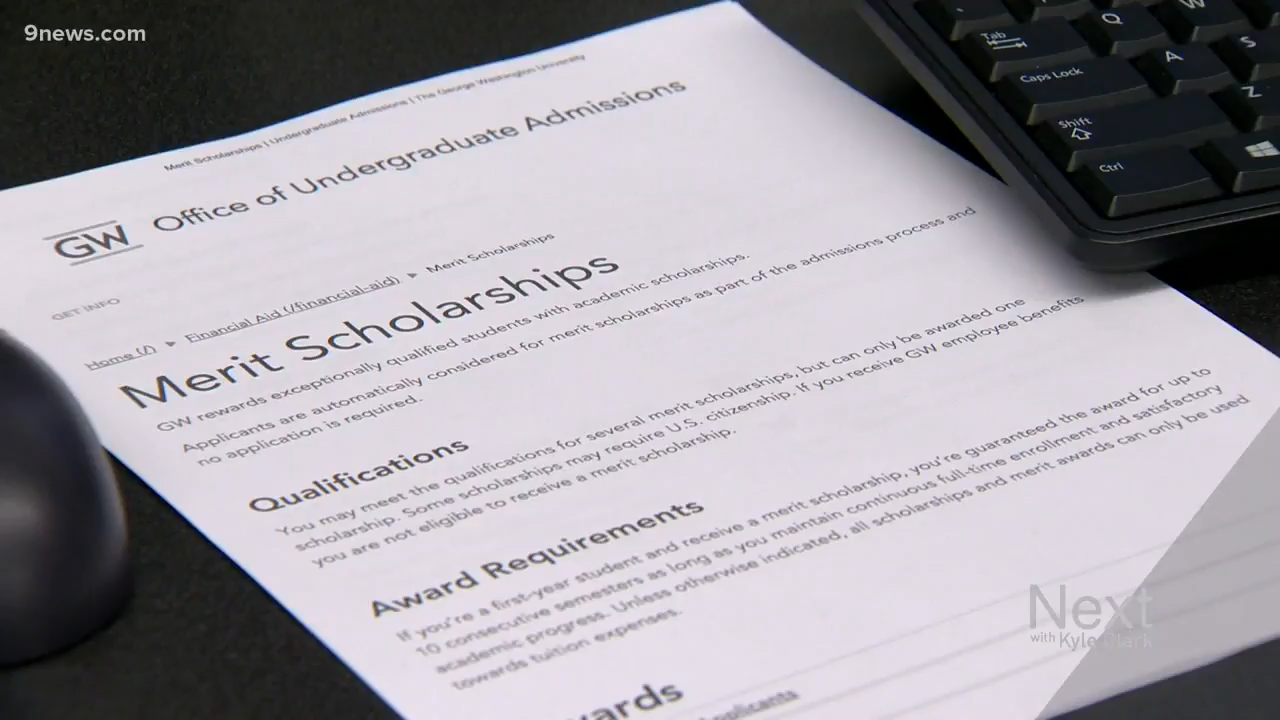 9news.com
Merit Scholarships | Undergraduate Admissions | The George Washington University
GW Office of Undergraduate Admissions
GET INFO
Home (/) ▸ Financial Aid (/financial-aid) ▸ Merit Scholarships
Merit Scholarships
GW rewards exceptionally qualified students with academic scholarships.
Applicants are automatically considered for merit scholarships as part of the admissions process and
no application is required.
Qualifications
You may meet the qualifications for several merit scholarships, but can only be awarded one
scholarship. Some scholarships may require U.S. citizenship. If you receive GW employee benefits
you are not eligible to receive a merit scholarship.
Award Requirements
If you're a first-year student and receive a merit scholarship, you're guaranteed the award for up to
10 consecutive semesters as long as you maintain continuous full-time enrollment and satisfactory
academic progress. Unless otherwise indicated, all scholarships and merit awards can only be used
towards tuition expenses.
Tab
Q
W
Caps Lock
A
S
Shift
Z
Ctrl
Next
with Kyle Clark